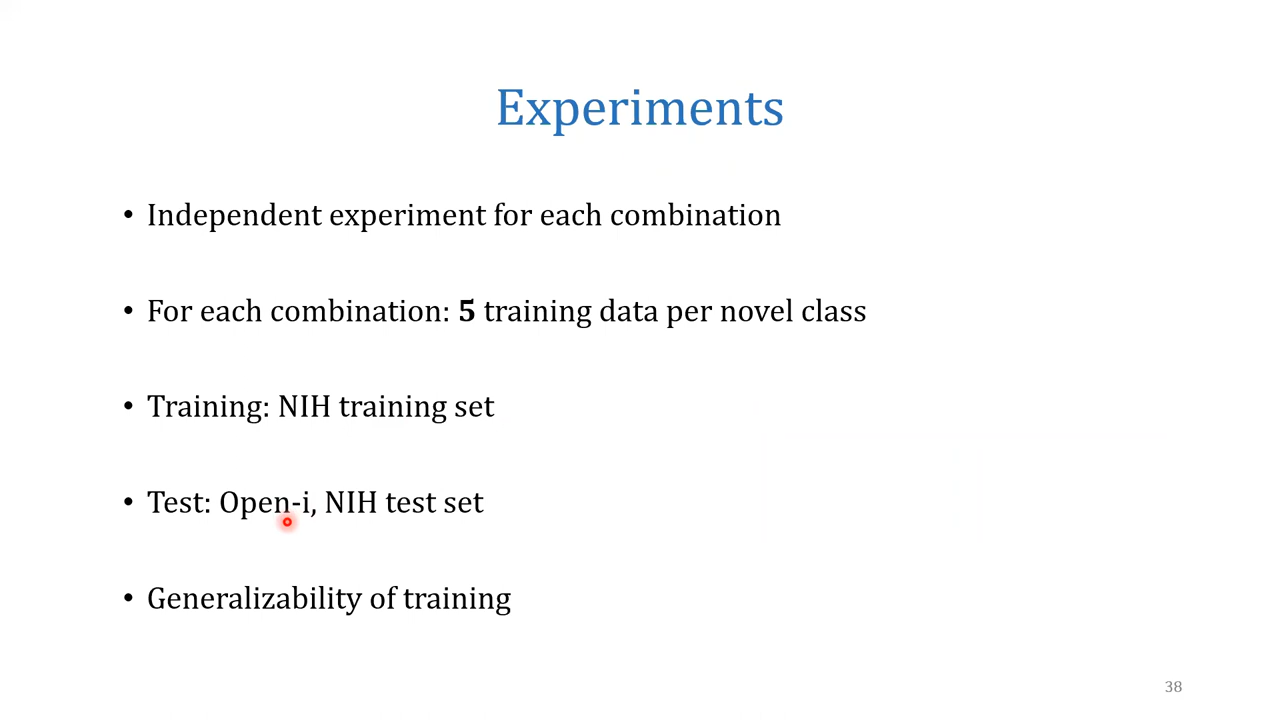 Experiments
• Independent experiment for each combination
• For each combination: 5 training data per novel class
• Training: NIH training set
• Test: Open-i, NIH test set
• Generalizability of training
38